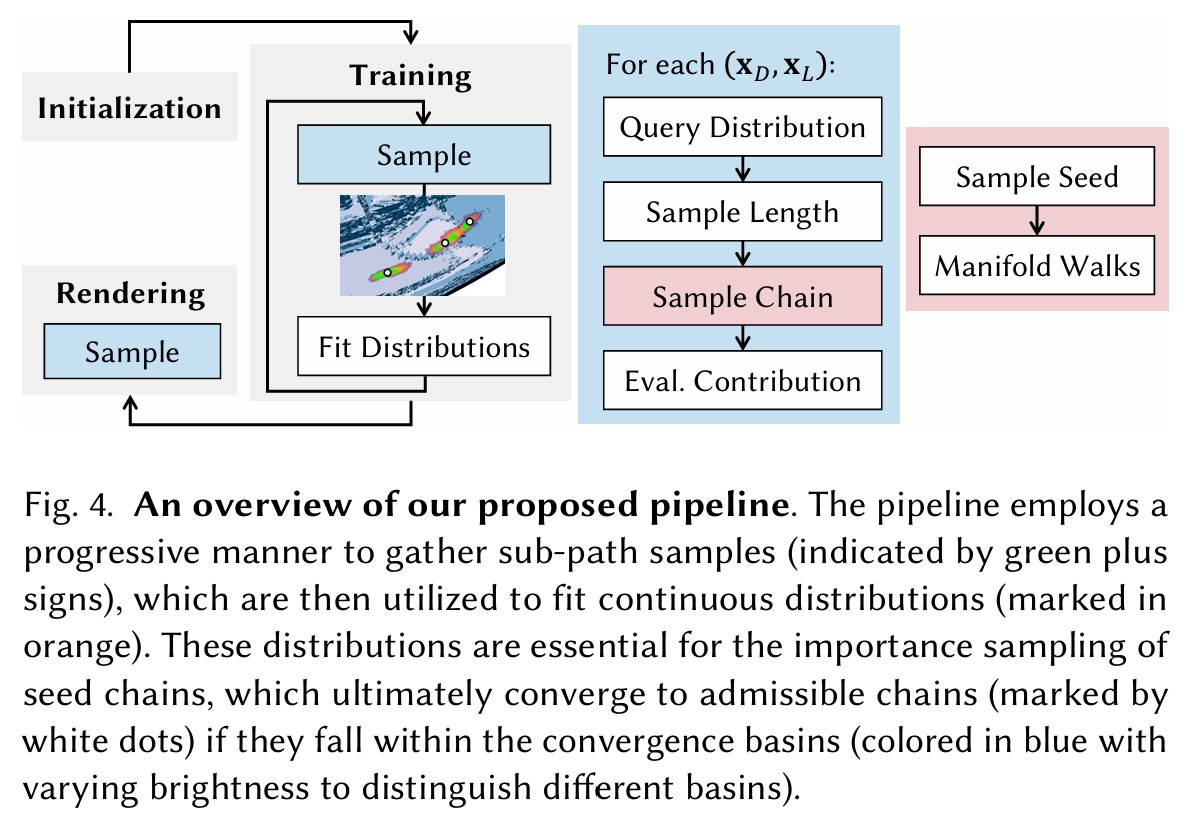 Initialization
Training
Sample
Fit Distributions
Rendering
Sample
For each (𝐱_D, 𝐱_L):
Query Distribution
Sample Length
Sample Chain
Eval. Contribution
Sample Seed
Manifold Walks
Fig. 4. An overview of our proposed pipeline. The pipeline employs a
progressive manner to gather sub-path samples (indicated by green plus
signs), which are then utilized to fit continuous distributions (marked in
orange). These distributions are essential for the importance sampling of
seed chains, which ultimately converge to admissible chains (marked by
white dots) if they fall within the convergence basins (colored in blue with
varying brightness to distinguish different basins).